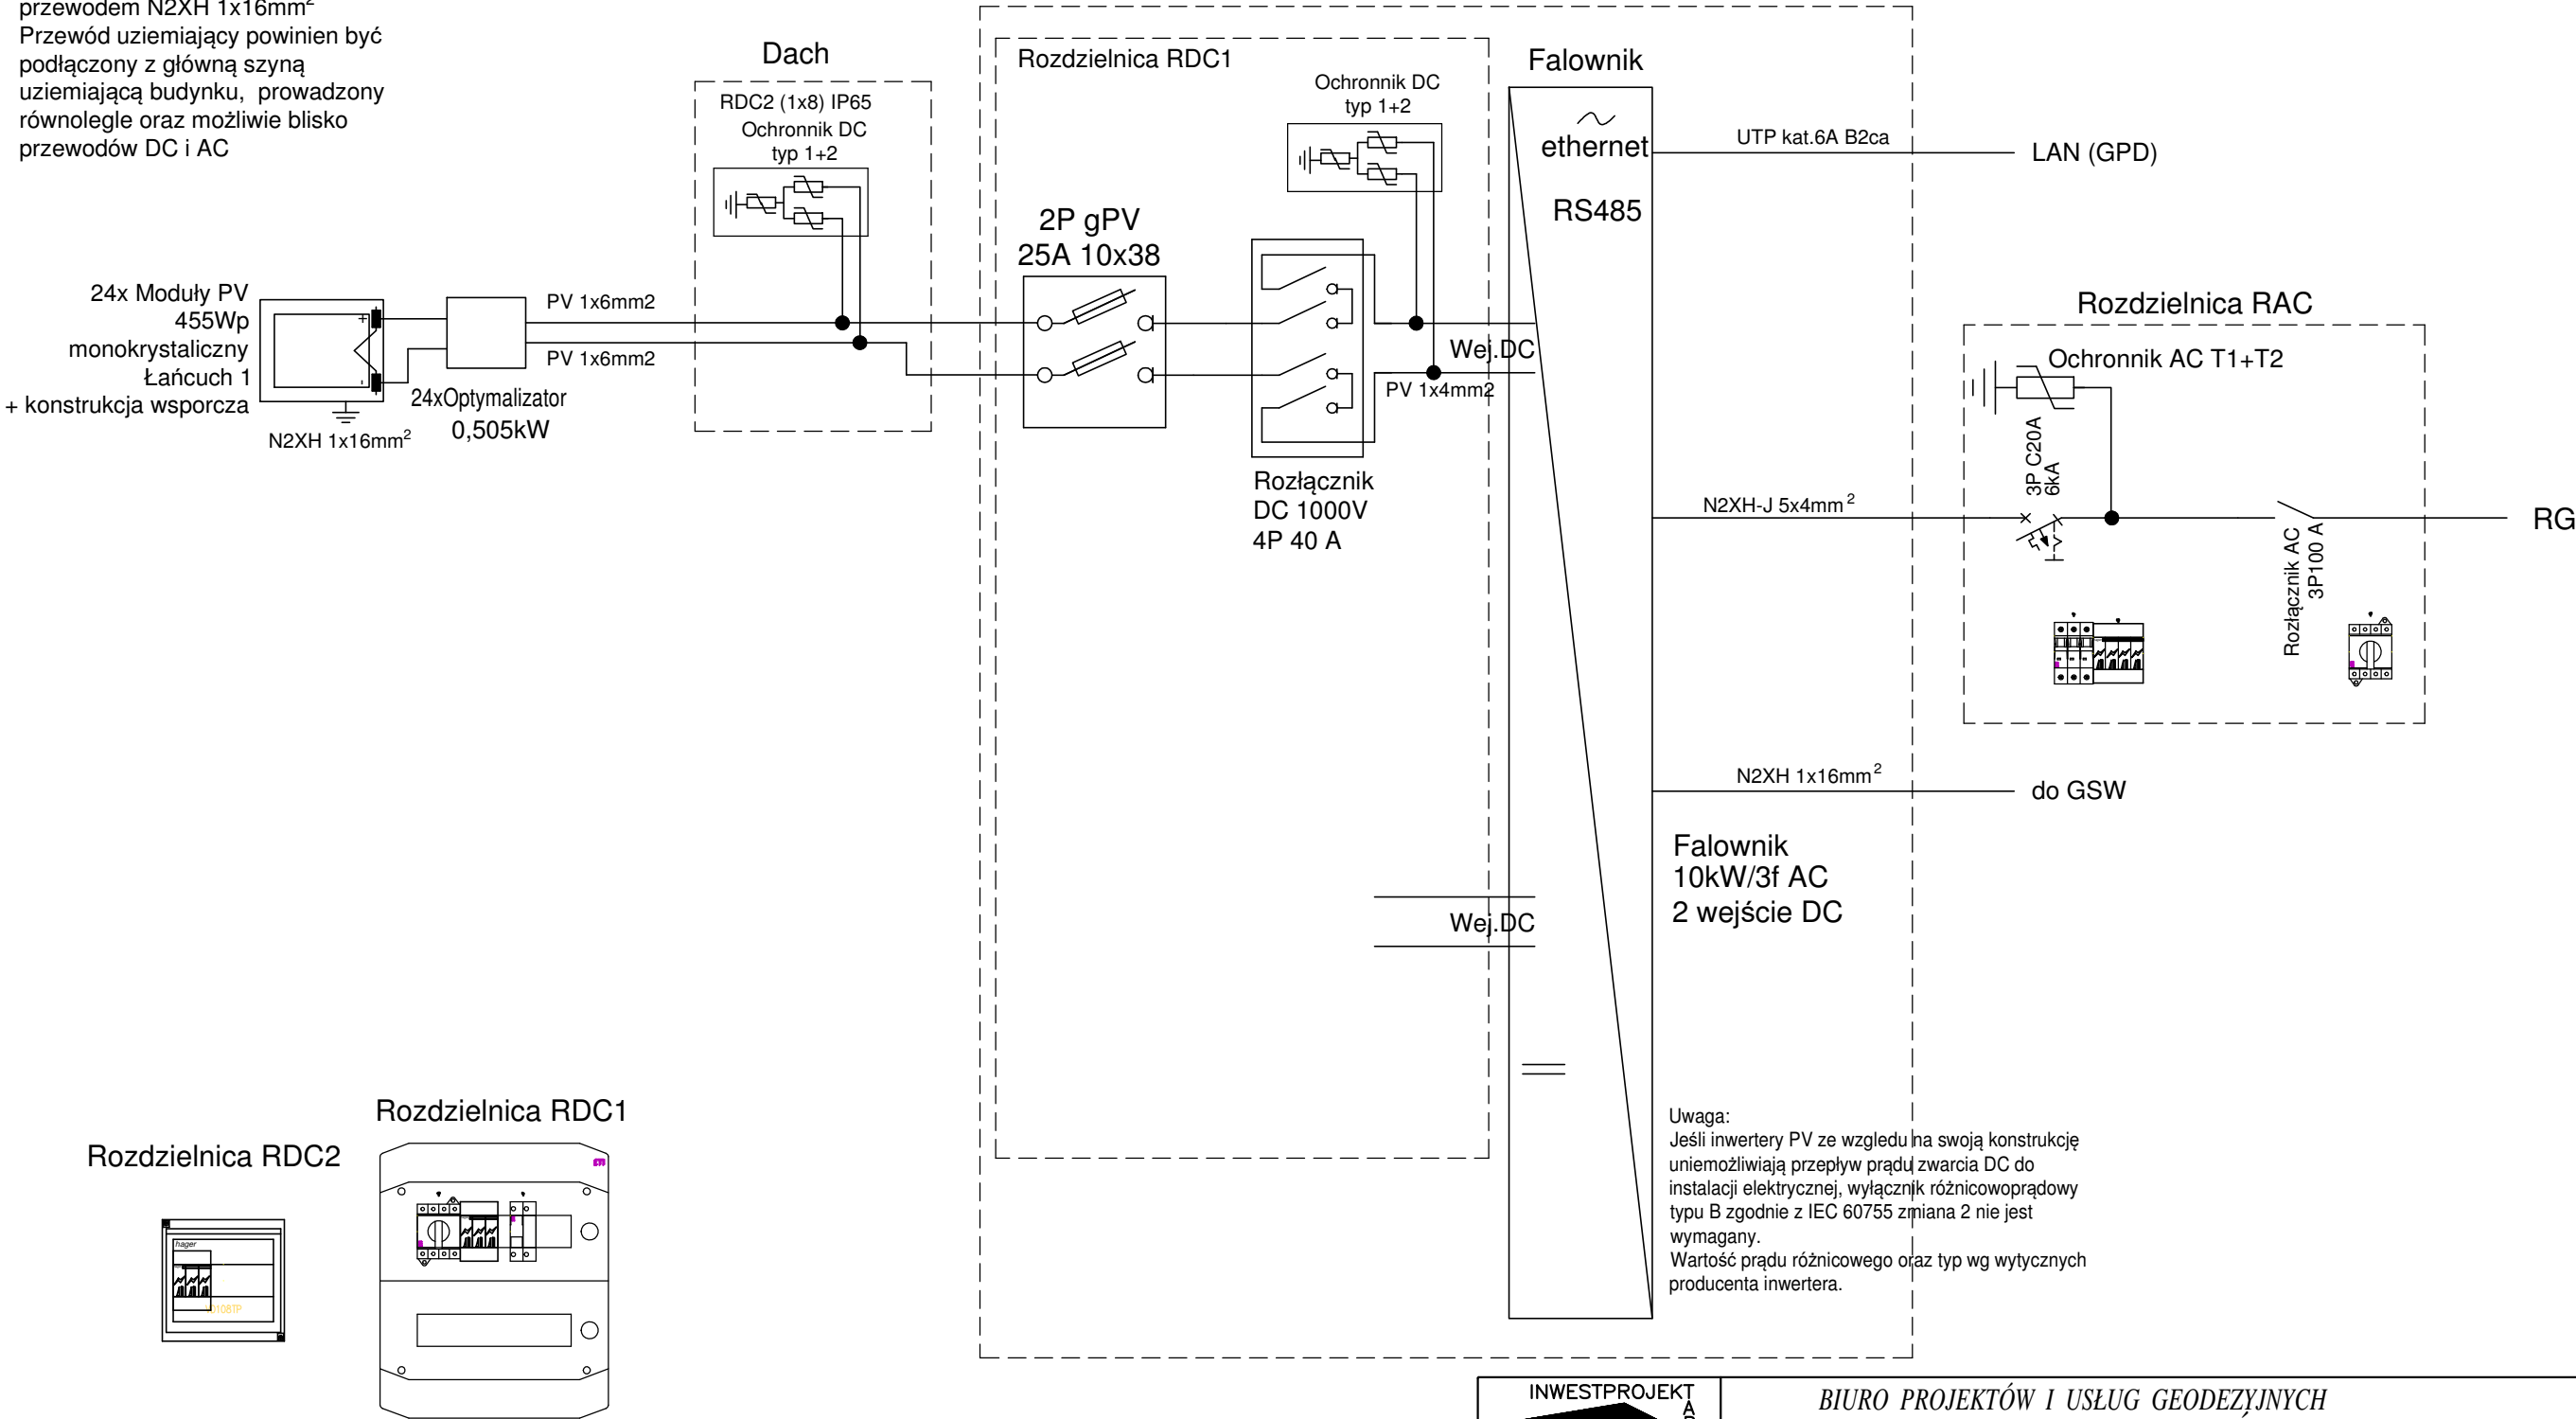 przewodem N2XH 1x16mm2
Przewód uziemiający powinien być
podłączony z główną szyną
uziemiającą budynku, prowadzony
równolegle oraz możliwie blisko
przewodów DC i AC
Dach
RDC2 (1x8) IP65
Ochronnik DC
typ 1+2
Rozdzielnica RDC1
Ochronnik DC
typ 1+2
Falownik
ethernet
RS485
UTP kat.6A B2ca
LAN (GPD)
2P gPV
25A 10x38
24x Moduły PV
455Wp
monokrystaliczny
Łańcuch 1
+ konstrukcja wsporcza
+
-
N2XH 1x16mm2
24xOptymalizator
0,505kW
PV 1x6mm2
PV 1x6mm2
Wej.DC
PV 1x4mm2
Rozłącznik
DC 1000V
4P 40 A
Rozdzielnica RAC
Ochronnik AC T1+T2
3P C20A
6kA
N2XH-J 5x4mm2
Rozłącznik AC
3P100 A
RG
N2XH 1x16mm2
do GSW
Falownik
10kW/3f AC
2 wejście DC
Wej.DC
Uwaga:
Jeśli inwertery PV ze wzgledu na swoją konstrukcję
uniemożliwiają przepływ prądu zwarcia DC do
instalacji elektrycznej, wyłącznik różnicowoprądowy
typu B zgodnie z IEC 60755 zmiana 2 nie jest
wymagany.
Wartość prądu różnicowego oraz typ wg wytycznych
producenta inwertera.
Rozdzielnica RDC1
Rozdzielnica RDC2
hager
INWESTPROJEKT
BIURO PROJEKTÓW I USŁUG GEODEZYJNYCH